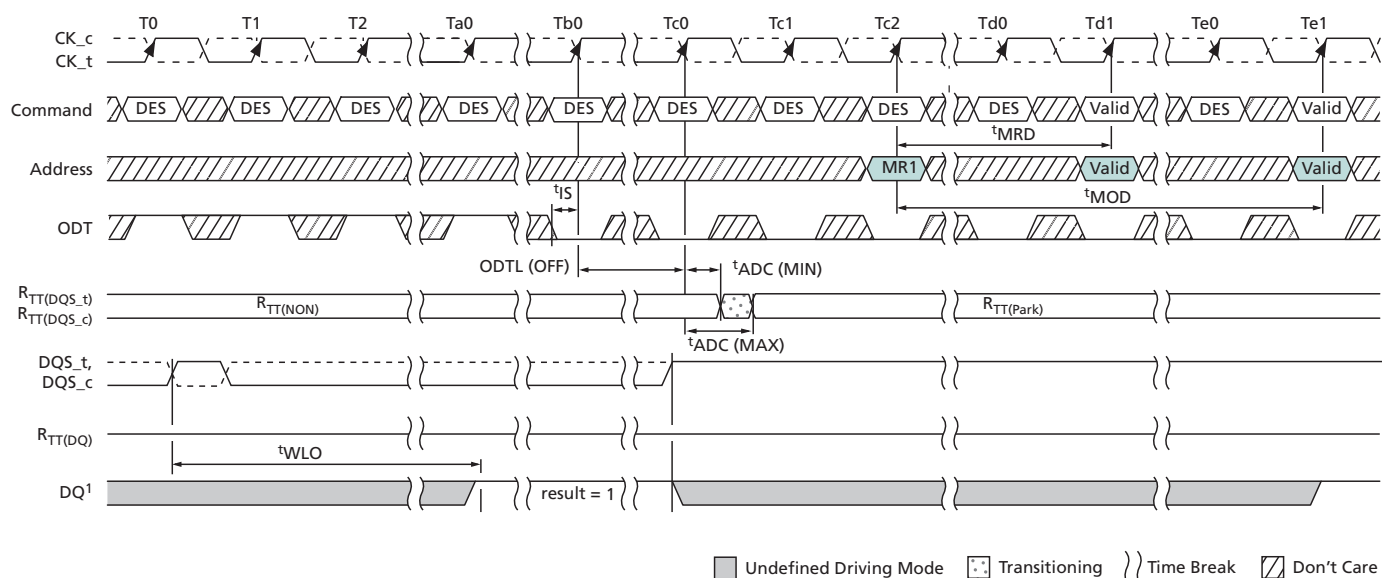 T0 T1 T2 Ta0 Tb0 Tc0 Tc1 Tc2 Td0 Td1 Te0 Te1
CK_c
CK_t
Command DES DES DES DES DES DES DES DES DES Valid DES Valid
tMRD
Address MR1 Valid Valid
tIS tMOD
ODT
ODTL (OFF) tADC (MIN)
RTT(DQS_t)
RTT(DQS_c)
RTT(NON) RTT(Park)
tADC (MAX)
DQS_t,
DQS_c
RTT(DQ)
tWLO
DQ1 result = 1
Undefined Driving Mode Transitioning Time Break Don't Care